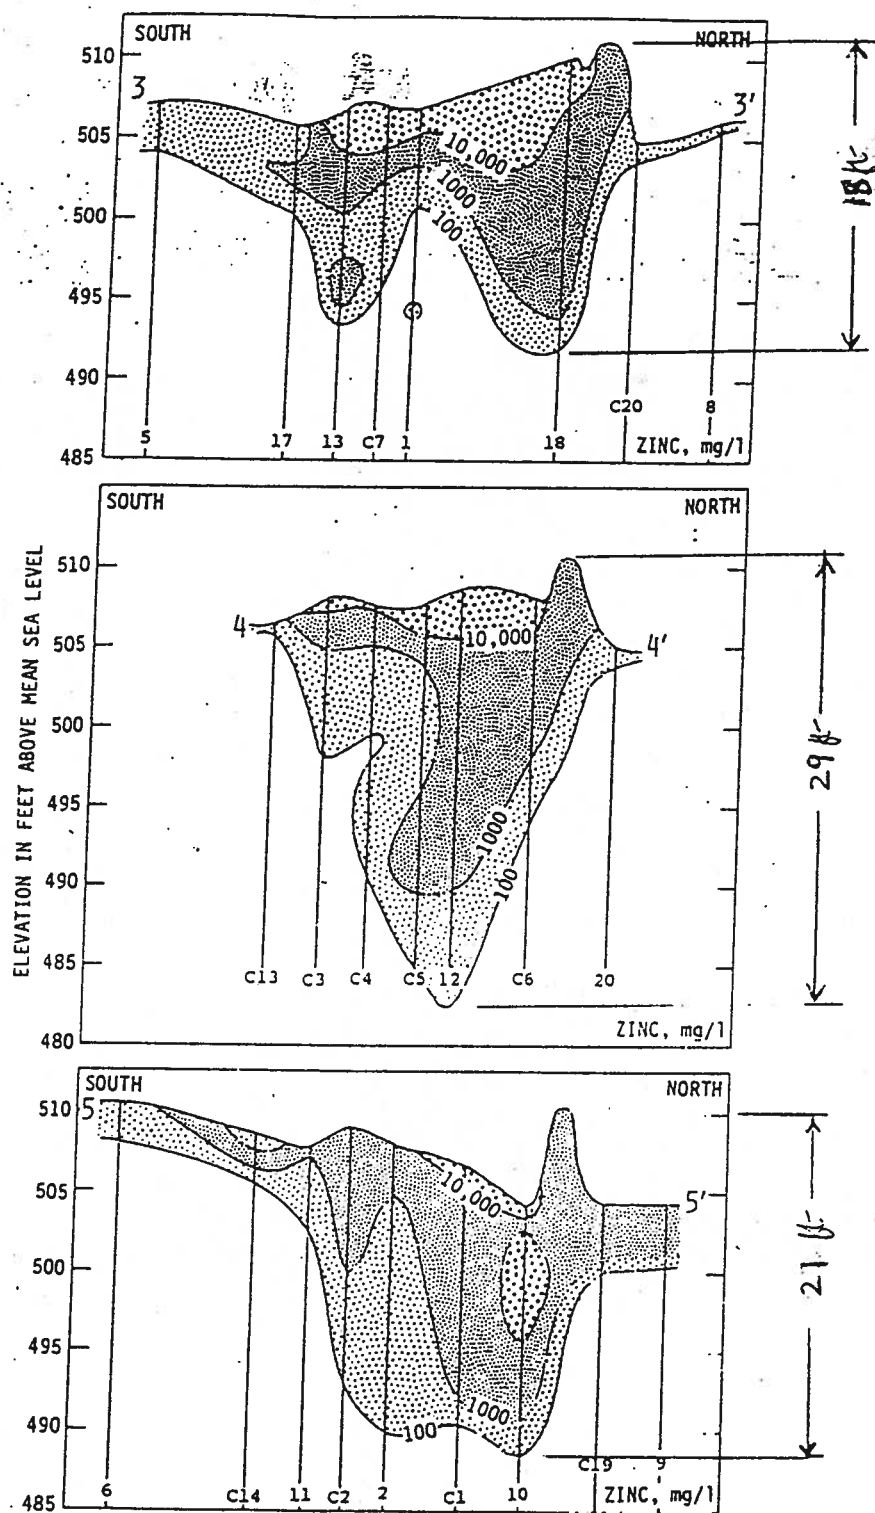 SOUTH NORTH
510
3 3'
505
10,000
1000
500
100
18 ft
495
490
C20 8
5 17 13 C7 1 18 ZINC, mg/l
485
SOUTH NORTH
ELEVATION IN FEET ABOVE MEAN SEA LEVEL
510
4 10,000 4'
505
500
29 ft
495
1000
490
100
485
C13 C3 C4 C5 12 C6 20
ZINC, mg/l
480
SOUTH NORTH
510 5
10,000
505 5'
500
21 ft
495
1000
490
100
C19 9
6 C14 11 C2 2 C1 10 ZINC, mg/l
485